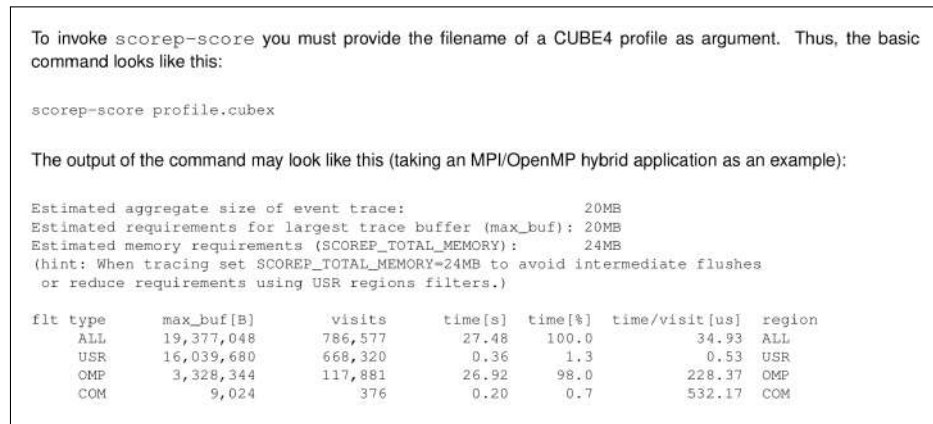 To invoke scorep-score you must provide the filename of a CUBE4 profile as argument. Thus, the basic
command looks like this:
scorep-score profile.cubex
The output of the command may look like this (taking an MPI/OpenMP hybrid application as an example):
Estimated aggregate size of event trace: 20MB
Estimated requirements for largest trace buffer (max_buf): 20MB
Estimated memory requirements (SCOREP_TOTAL_MEMORY): 24MB
(hint: When tracing set SCOREP_TOTAL_MEMORY=24MB to avoid intermediate flushes
or reduce requirements using USR regions filters.)
flt type max_buf[B] visits time[s] time[%] time/visit[us] region
ALL 19,377,048 786,577 27.48 100.0 34.93 ALL
USR 16,039,680 668,320 0.36 1.3 0.53 USR
OMP 3,328,344 117,881 26.92 98.0 228.37 OMP
COM 9,024 376 0.20 0.7 532.17 COM